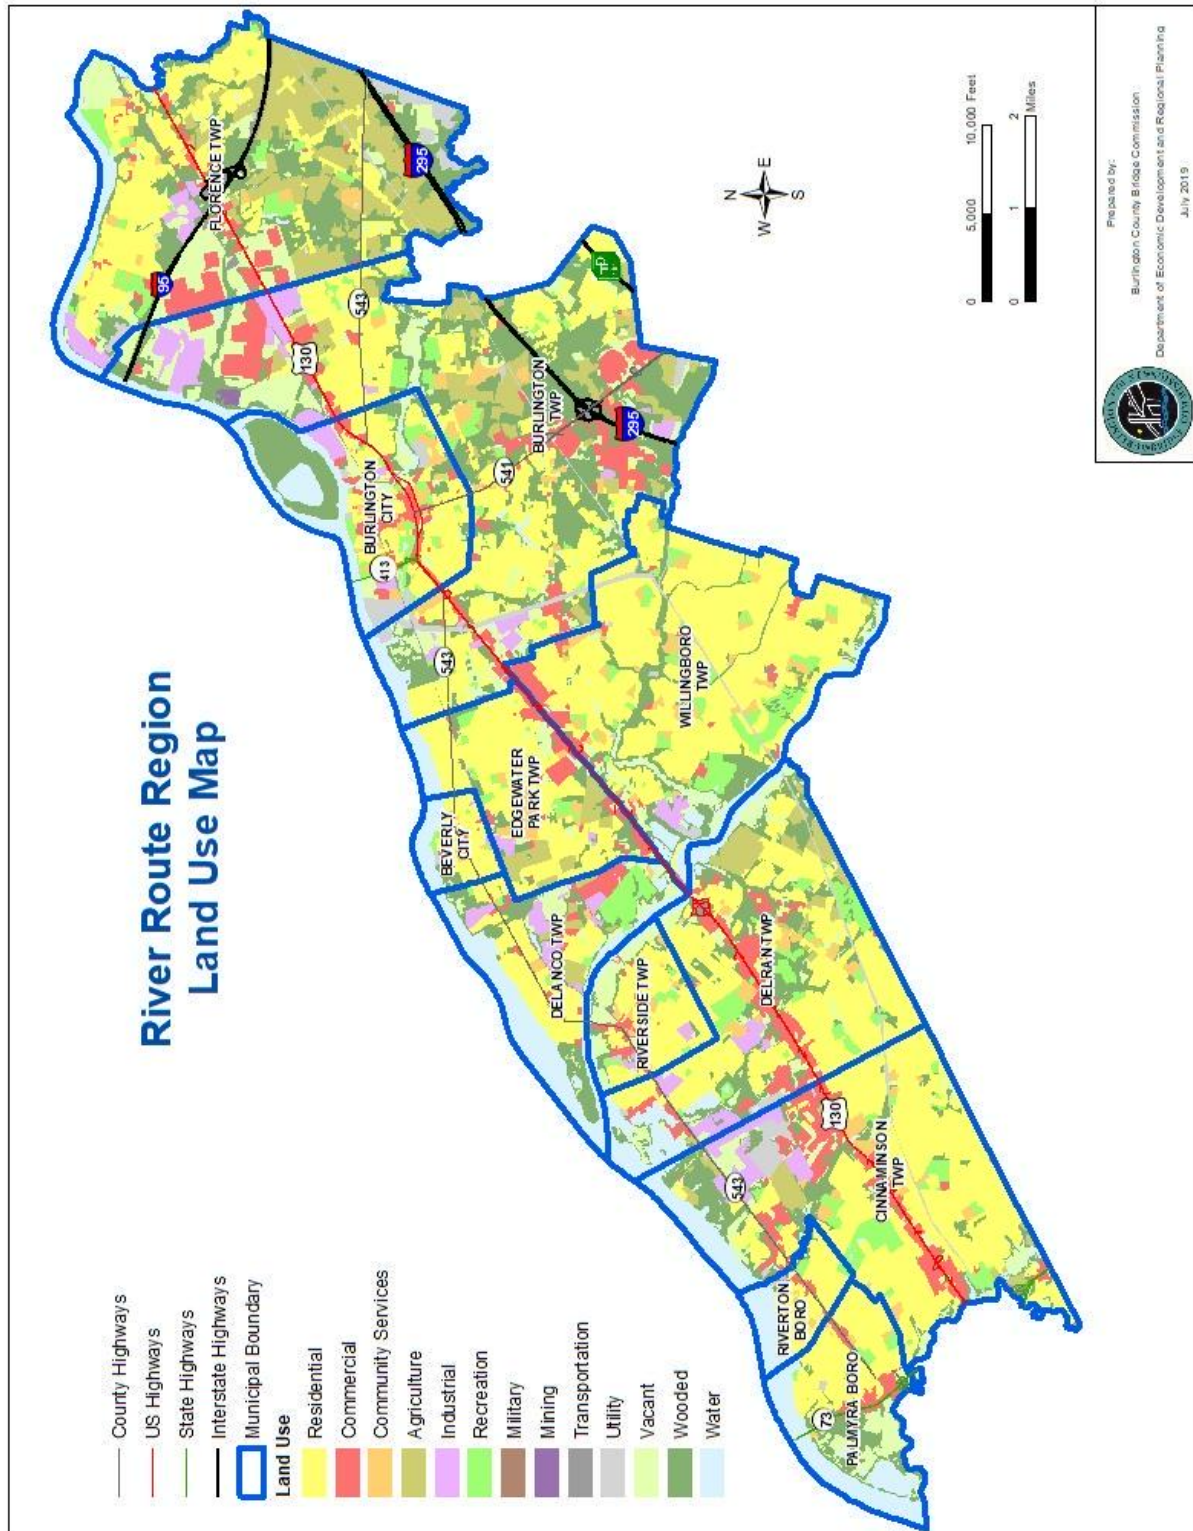 River Route Region
Land Use Map
County Highways
US Highways
State Highways
Interstate Highways
Municipal Boundary
Land Use
Residential
Commercial
Community Services
Agriculture
Industrial
Recreation
Military
Mining
Transportation
Utility
Vacant
Wooded
Water
FLORENCE TWP
95
295
543
130
BURLINGTON
CITY
413
541
BURLINGTON
TWP
295
543
BEVERLY
CITY
EDGEWATER
PARK TWP
WILLINGBORO
TWP
DELANCO TWP
RIVERSIDE TWP
DELRAN TWP
543
130
CINNAMINSON
TWP
RIVERTON
BORO
PALMYRA BORO
73
N
W
E
S
0
5,000
10,000 Feet
0
1
2
Miles
Prepared by:
Burlington County Bridge Commission
Department of Economic Development and Regional Planning
July 2019